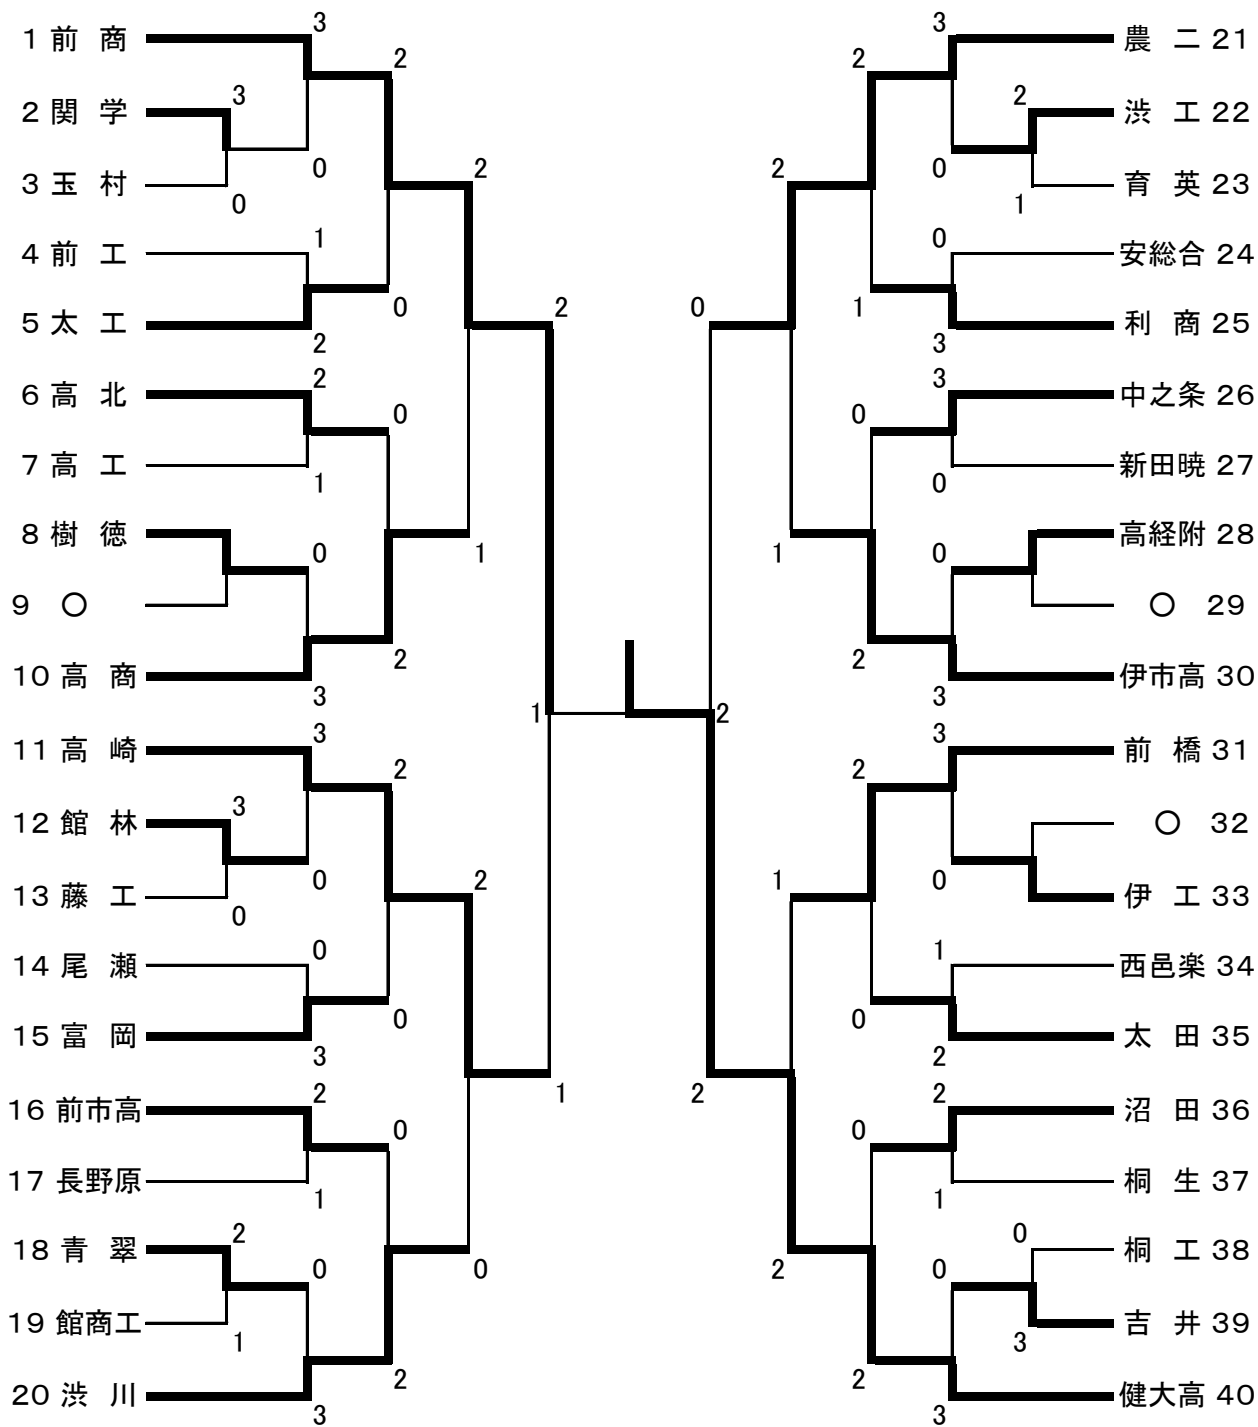 1 前 商
2 関 学
3 玉 村
4 前 工
5 太 工
6 高 北
7 高 工
8 樹 徳
9 ○
10 高 商
11 高 崎
12 館 林
13 藤 工
14 尾 瀬
15 富 岡
16 前市高
17 長野原
18 青 翠
19 館商工
20 渋 川
3
2
3
0
0
2
1
0
2
2
2
0
1
0
1
2
3
1
3
2
3
0
0
2
0
0
3
1
2
0
1
2
0
0
1
2
3
3
2
2
0
1
2
0
0
1
3
3
0
0
1
0
2
3
2
3
2
0
1
1
0
2
2
2
0
1
0
0
3
2
2
3
農 二 21
渋 工 22
育 英 23
安総合 24
利 商 25
中之条 26
新田暁 27
高経附 28
○ 29
伊市高 30
前 橋 31
○ 32
伊 工 33
西邑楽 34
太 田 35
沼 田 36
桐 生 37
桐 工 38
吉 井 39
健大高 40